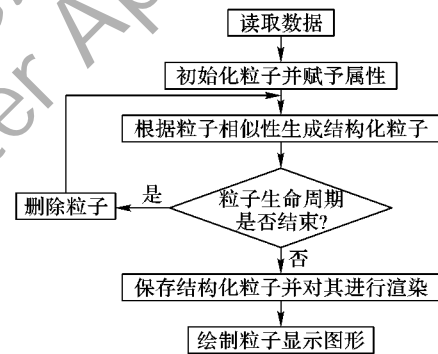 读取数据
初始化粒子并赋予属性
根据粒子相似性生成结构化粒子
粒子生命周期
是否结束?
是
删除粒子
否
保存结构化粒子并对其进行渲染
绘制粒子显示图形